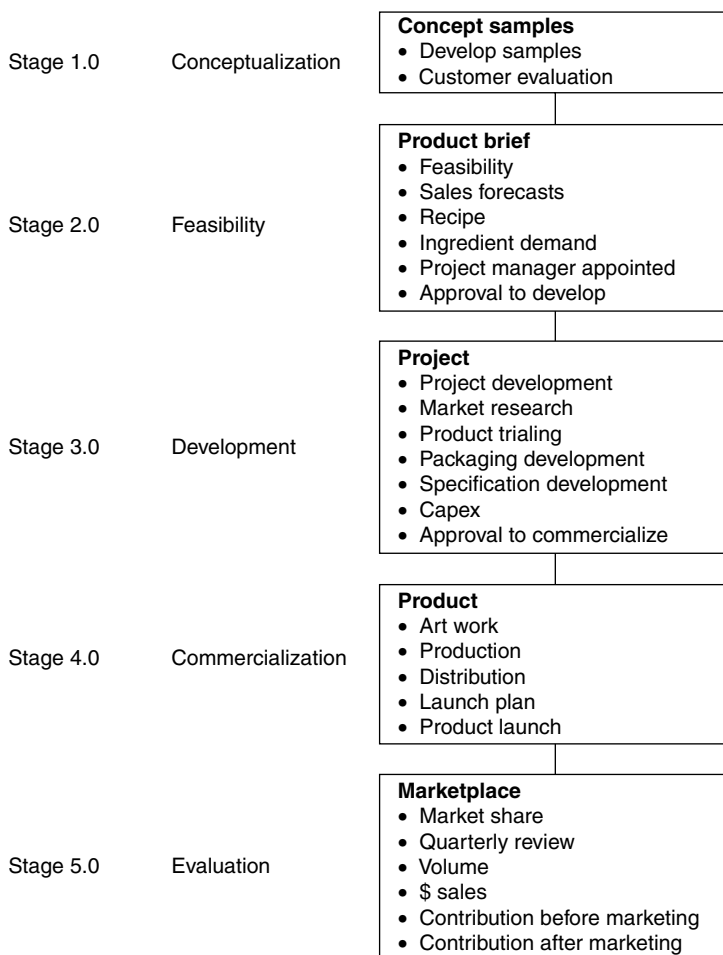 Concept samples
Stage 1.0 Conceptualization
• Develop samples
• Customer evaluation
Product brief
• Feasibility
• Sales forecasts
Stage 2.0 Feasibility
• Recipe
• Ingredient demand
• Project manager appointed
• Approval to develop
Project
• Project development
• Market research
• Product trialing
Stage 3.0 Development
• Packaging development
• Specification development
• Capex
• Approval to commercialize
Product
• Art work
Stage 4.0 Commercialization
• Production
• Distribution
• Launch plan
• Product launch
Marketplace
• Market share
• Quarterly review
Stage 5.0 Evaluation
• Volume
• $ sales
• Contribution before marketing
• Contribution after marketing